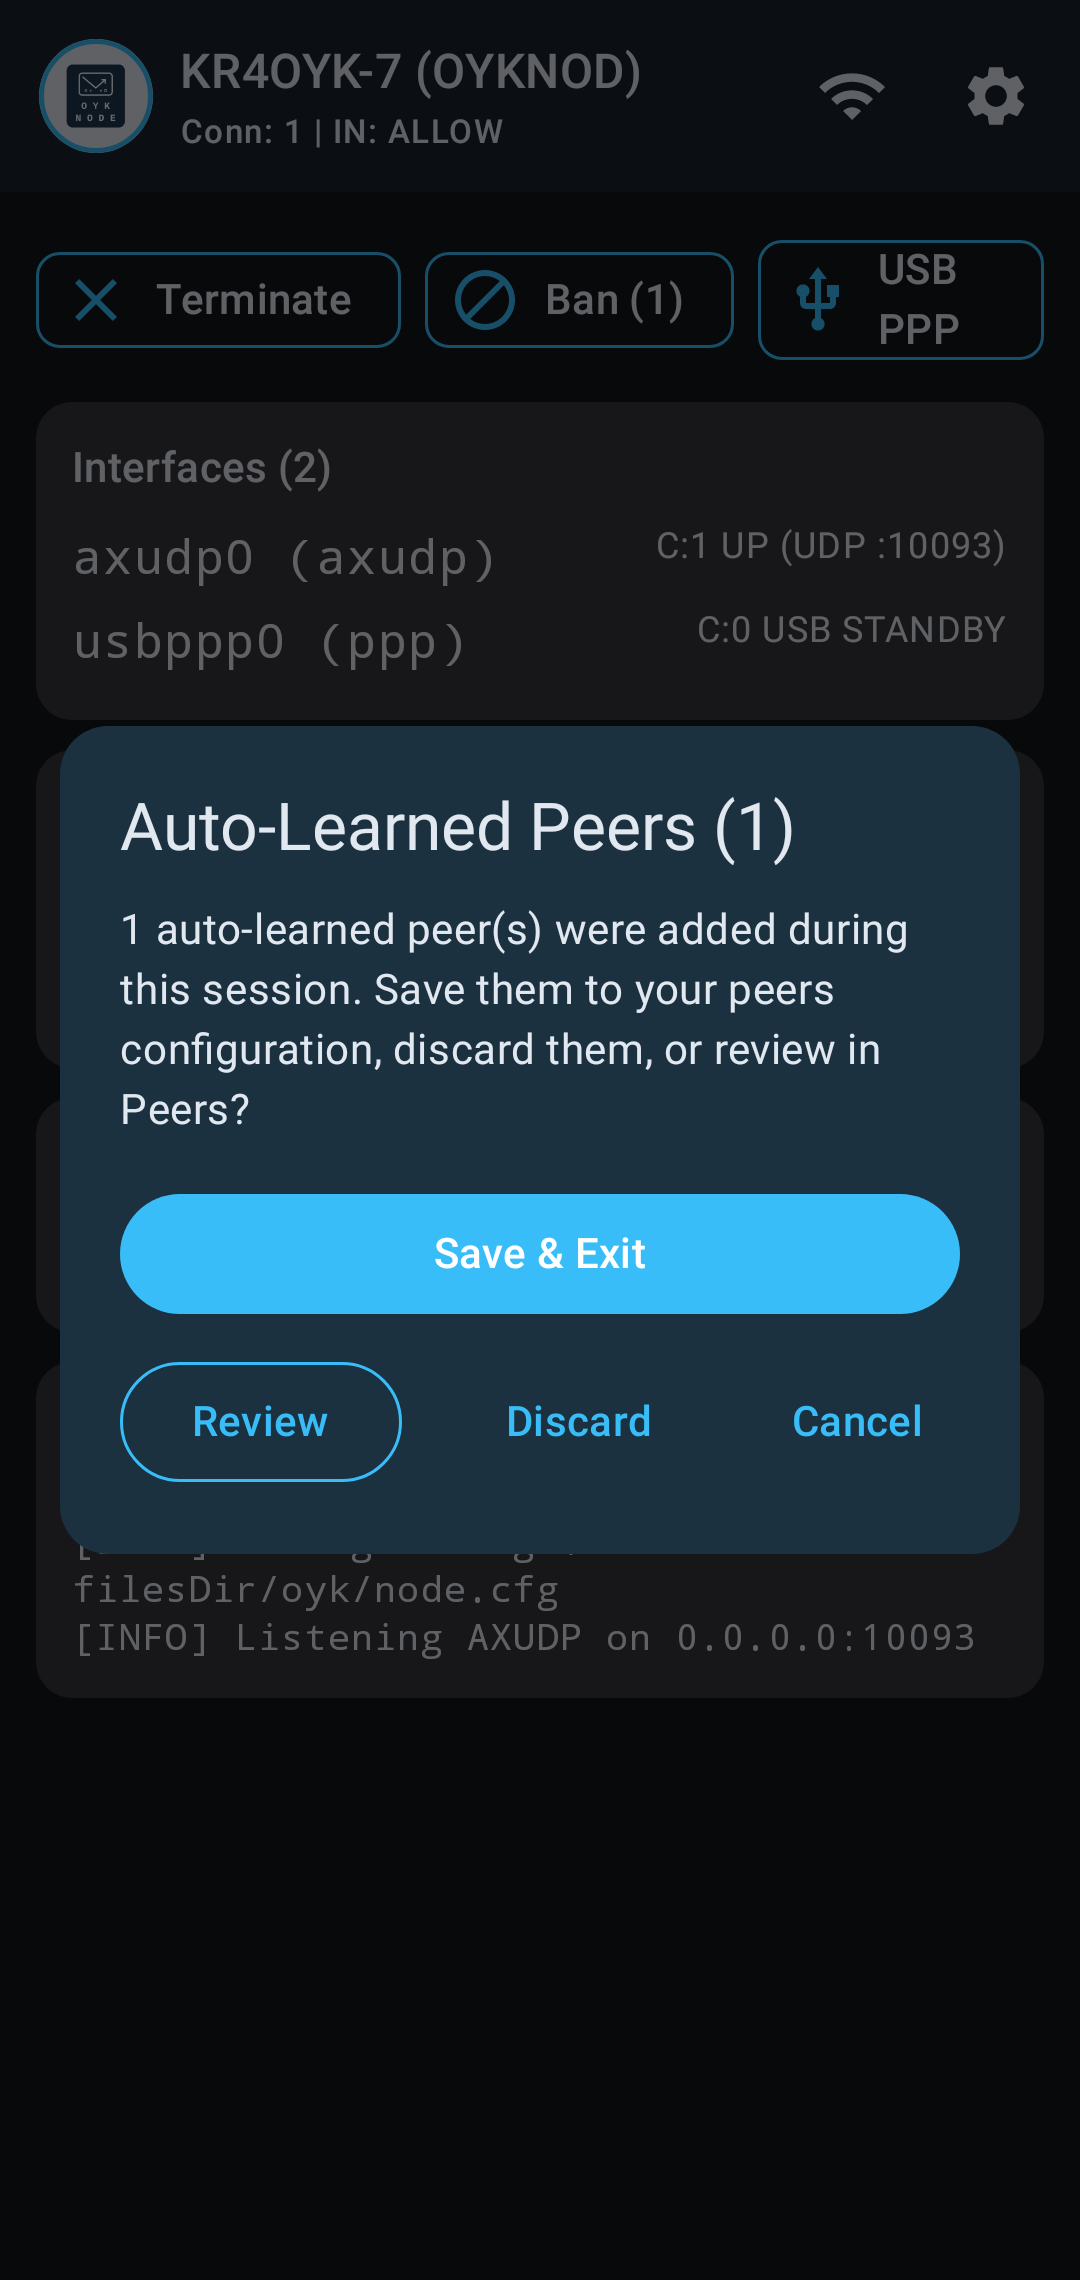 OYK
NODE
KR4OYK-7 (OYKNOD)
Conn: 1 | IN: ALLOW
Terminate
Ban (1)
USB
PPP
Interfaces (2)
axudp0 (axudp)
C:1 UP (UDP :10093)
usbppp0 (ppp)
C:0 USB STANDBY
Auto-Learned Peers (1)
1 auto-learned peer(s) were added during
this session. Save them to your peers
configuration, discard them, or review in
Peers?
Save & Exit
Review
Discard
Cancel
filesDir/oyk/node.cfg
[INFO] Listening AXUDP on 0.0.0.0:10093